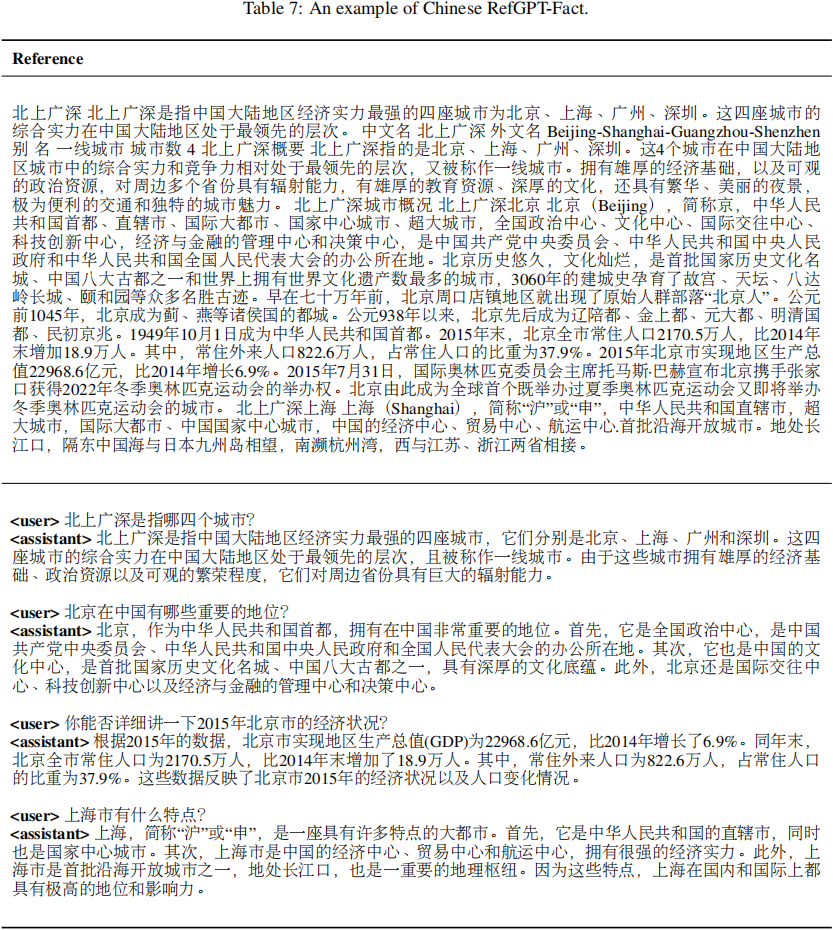 Table 7: An example of Chinese RefGPT-Fact.
Reference
北上广深 北上广深是指中国大陆地区经济实力最强的四座城市为北京、上海、广州、深圳。这四座城市的
综合实力在中国大陆地区处于最领先的层次。 中文名 北上广深 外文名 Beijing-Shanghai-Guangzhou-Shenzhen
别 名 一线城市 城市数 4 北上广深概要 北上广深指的是北京、上海、广州、深圳。这4个城市在中国大陆地
区城市中的综合实力和竞争力相对处于最领先的层次，又被称作一线城市。拥有雄厚的经济基础，以及可观
的政治资源，对周边多个省份具有辐射能力，有雄厚的教育资源、深厚的文化，还具有繁华、美丽的夜景，
极为便利的交通和独特的城市魅力。 北上广深城市概况 北上广深北京 北京（Beijing），简称京，中华人民
共和国首都、直辖市、国际大都市、国家中心城市、超大城市，全国政治中心、文化中心、国际交往中心、
科技创新中心，经济与金融的管理中心和决策中心，是中国共产党中央委员会、中华人民共和国中央人民
政府和中华人民共和国全国人民代表大会的办公所在地。北京历史悠久，文化灿烂，是首批国家历史文化名
城、中国八大古都之一和世界上拥有世界文化遗产数最多的城市，3060年的建城史孕育了故宫、天坛、八达
岭长城、颐和园等众多名胜古迹。早在七十万年前，北京周口店镇地区就出现了原始人群部落“北京人”。公元
前1045年，北京成为蓟、燕等诸侯国的都城。公元938年以来，北京先后成为辽陪都、金上都、元大都、明清国
都、民初京兆。1949年10月1日成为中华人民共和国首都。2015年末，北京全市常住人口2170.5万人，比2014年
末增加18.9万人。其中，常住外来人口822.6万人，占常住人口的比重为37.9%。2015年北京市实现地区生产总
值22968.6亿元，比2014年增长6.9%。2015年7月31日，国际奥林匹克委员会主席托马斯·巴赫宣布北京携手张家
口获得2022年冬季奥林匹克运动会的举办权。北京由此成为全球首个既举办过夏季奥林匹克运动会又即将举办
冬季奥林匹克运动会的城市。 北上广深上海 上海（Shanghai），简称“沪”或“申”，中华人民共和国直辖市，超
大城市，国际大都市、中国国家中心城市，中国的经济中心、贸易中心、航运中心.首批沿海开放城市。地处长
江口，隔东中国海与日本九州岛相望，南濒杭州湾，西与江苏、浙江两省相接。
<user> 北上广深是指哪四个城市?
<assistant> 北上广深是指中国大陆地区经济实力最强的四座城市，它们分别是北京、上海、广州和深圳。这四
座城市的综合实力在中国大陆地区处于最领先的层次，且被称作一线城市。由于这些城市拥有雄厚的经济基
础、政治资源以及可观的繁荣程度，它们对周边省份具有巨大的辐射能力。
<user> 北京在中国有哪些重要的地位?
<assistant> 北京，作为中华人民共和国首都，拥有在中国非常重要的地位。首先，它是全国政治中心，是中国
共产党中央委员会、中华人民共和国中央人民政府和全国人民代表大会的办公所在地。其次，它也是中国的文
化中心，是首批国家历史文化名城、中国八大古都之一，具有深厚的文化底蕴。此外，北京还是国际交往中
心、科技创新中心以及经济与金融的管理中心和决策中心。
<user> 你能否详细讲一下2015年北京市的经济状况?
<assistant> 根据2015年的数据，北京市实现地区生产总值(GDP)为22968.6亿元，比2014年增长了6.9%。同年末，
北京全市常住人口为2170.5万人，比2014年末增加了18.9万人。其中，常住外来人口为822.6万人，占常住人口
的比重为37.9%。这些数据反映了北京市2015年的经济状况以及人口变化情况。
<user> 上海市有什么特点?
<assistant> 上海，简称“沪”或“申”，是一座具有许多特点的大都市。首先，它是中华人民共和国的直辖市，同时
也是国家中心城市。其次，上海市是中国的经济中心、贸易中心和航运中心，拥有很强的经济实力。此外，上
海市是首批沿海开放城市之一，地处长江口，也是一重要的地理枢纽。因为这些特点，上海在国内和国际上都
具有极高的地位和影响力。